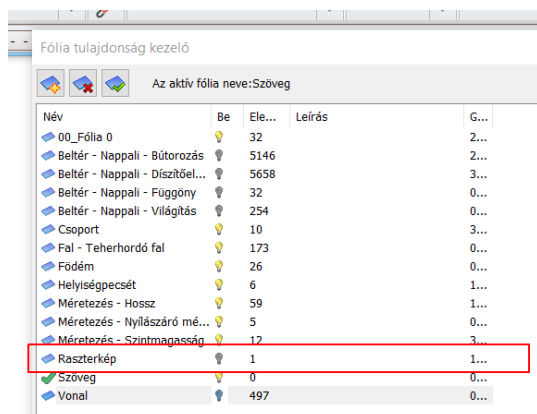 Fólia tulajdonság kezelő
Az aktív fólia neve:Szöveg
Név Be Ele... Leírás G...
00_Fólia 0 32 2...
Beltér - Nappali - Bútorozás 5146 2...
Beltér - Nappali - Díszítőel... 5658 3...
Beltér - Nappali - Függöny 32 0...
Beltér - Nappali - Világítás 254 0...
Csoport 10 3...
Fal - Teherhordó fal 173 0...
Födém 26 0...
Helyiségpecsét 6 1...
Méretezés - Hossz 59 1...
Méretezés - Nyílászáró mé... 5 0...
Méretezés - Szintmagasság 12 3...
Raszterkép 1 1...
Szöveg 0 0...
Vonal 497 0...